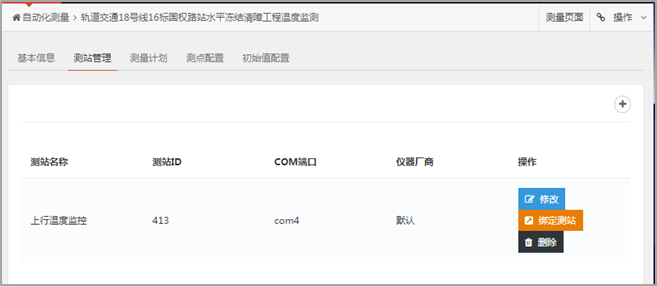 自动化测量 > 轨道交通18号线16标国权路站水平冻结清障工程温度监测 测量页面 操作
基本信息 测站管理 测量计划 测点配置 初始值配置
测站名称 测站ID COM端口 仪器厂商 操作
修改
上行温度监控 413 com4 默认 绑定测站
删除